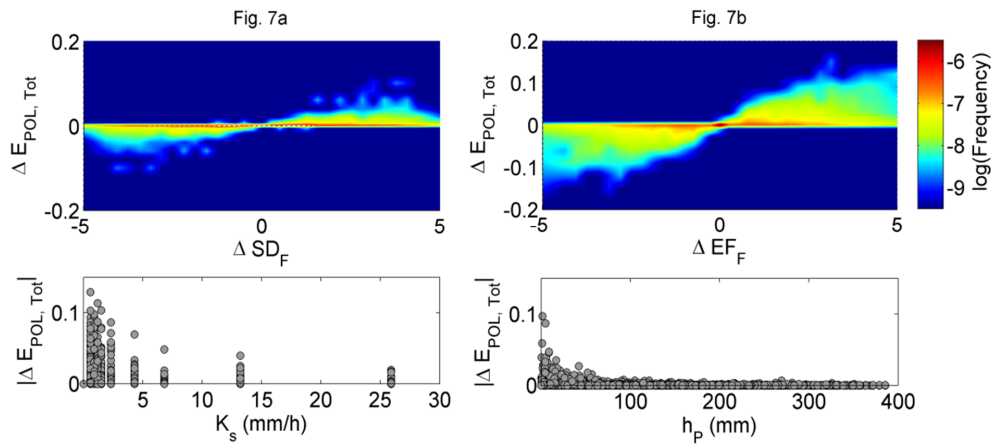 Fig. 7a
Fig. 7b
0.2
0
-0.2
Δ E_POL, Tot
-5 0 5
Δ SD_F
0.2
0.1
0
-0.1
-0.2
Δ E_POL, Tot
-5 0 5
Δ EF_F
-6
-7
-8
-9
log(Frequency)
0.1
0
|Δ E_POL, Tot|
5 10 15 20 25 30
K_s (mm/h)
0.1
0
|Δ E_POL, Tot|
100 200 300 400
h_P (mm)